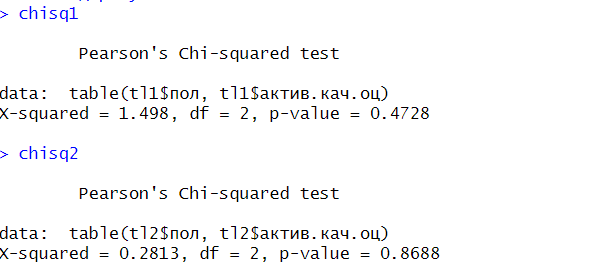 > chisq1
Pearson's Chi-squared test
data: table(tl1$пол, tl1$актив.кач.оц)
X-squared = 1.498, df = 2, p-value = 0.4728
> chisq2
Pearson's Chi-squared test
data: table(tl2$пол, tl2$актив.кач.оц)
X-squared = 0.2813, df = 2, p-value = 0.8688